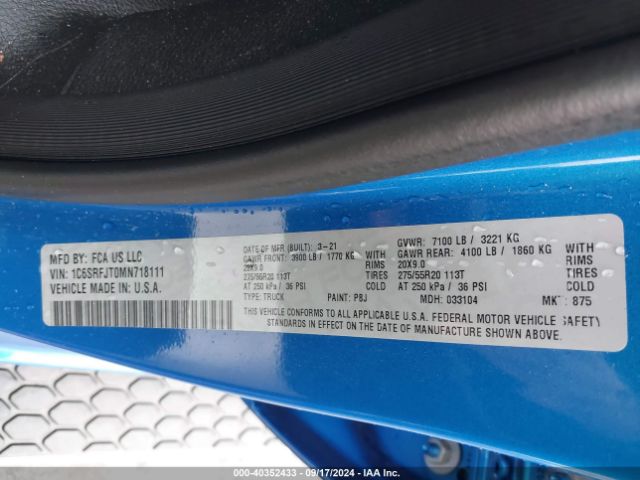 MFD BY: FCA US LLC
VIN: 1C6SRFJT0MN718111
VEHICLE MADE IN: U.S.A.
DATE OF MFR (BUILT): 3-21
GAWR FRONT: 3900 LB / 1770 KG WITH
20X9.0 RIMS
275/55R20 113T TIRES
AT 250 kPa / 36 PSI COLD
TYPE: TRUCK PAINT: PBJ
GVWR: 7100 LB / 3221 KG
GAWR REAR: 4100 LB / 1860 KG WITH
20X9.0 RIMS
275/55R20 113T TIRES
AT 250 kPa / 36 PSI COLD
MDH: 033104 MKT: 875
THIS VEHICLE CONFORMS TO ALL APPLICABLE U.S.A. FEDERAL MOTOR VEHICLE SAFETY
STANDARDS IN EFFECT ON THE DATE OF MANUFACTURE SHOWN ABOVE.
000-40352433 - 09/17/2024 - IAA Inc.